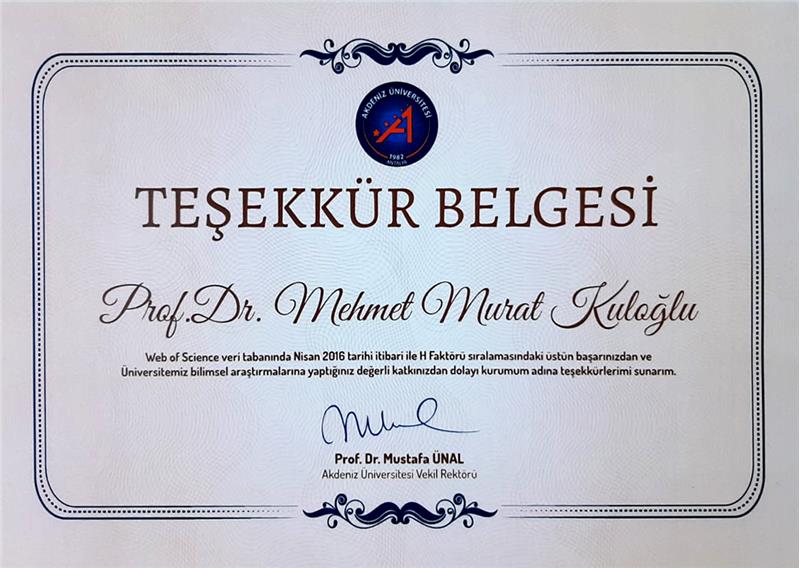 AKDENİZ ÜNİVERSİTESİ
1982
ANTALYA
TEŞEKKÜR BELGESİ
Prof.Dr. Mehmet Murat Kuloğlu
Web of Science veri tabanında Nisan 2016 tarihi itibari ile H Faktörü sıralamasındaki üstün başarınızdan ve
Üniversitemiz bilimsel araştırmalarına yaptığınız değerli katkınızdan dolayı kurumum adına teşekkürlerimi sunarım.
Prof. Dr. Mustafa ÜNAL
Akdeniz Üniversitesi Vekil Rektörü